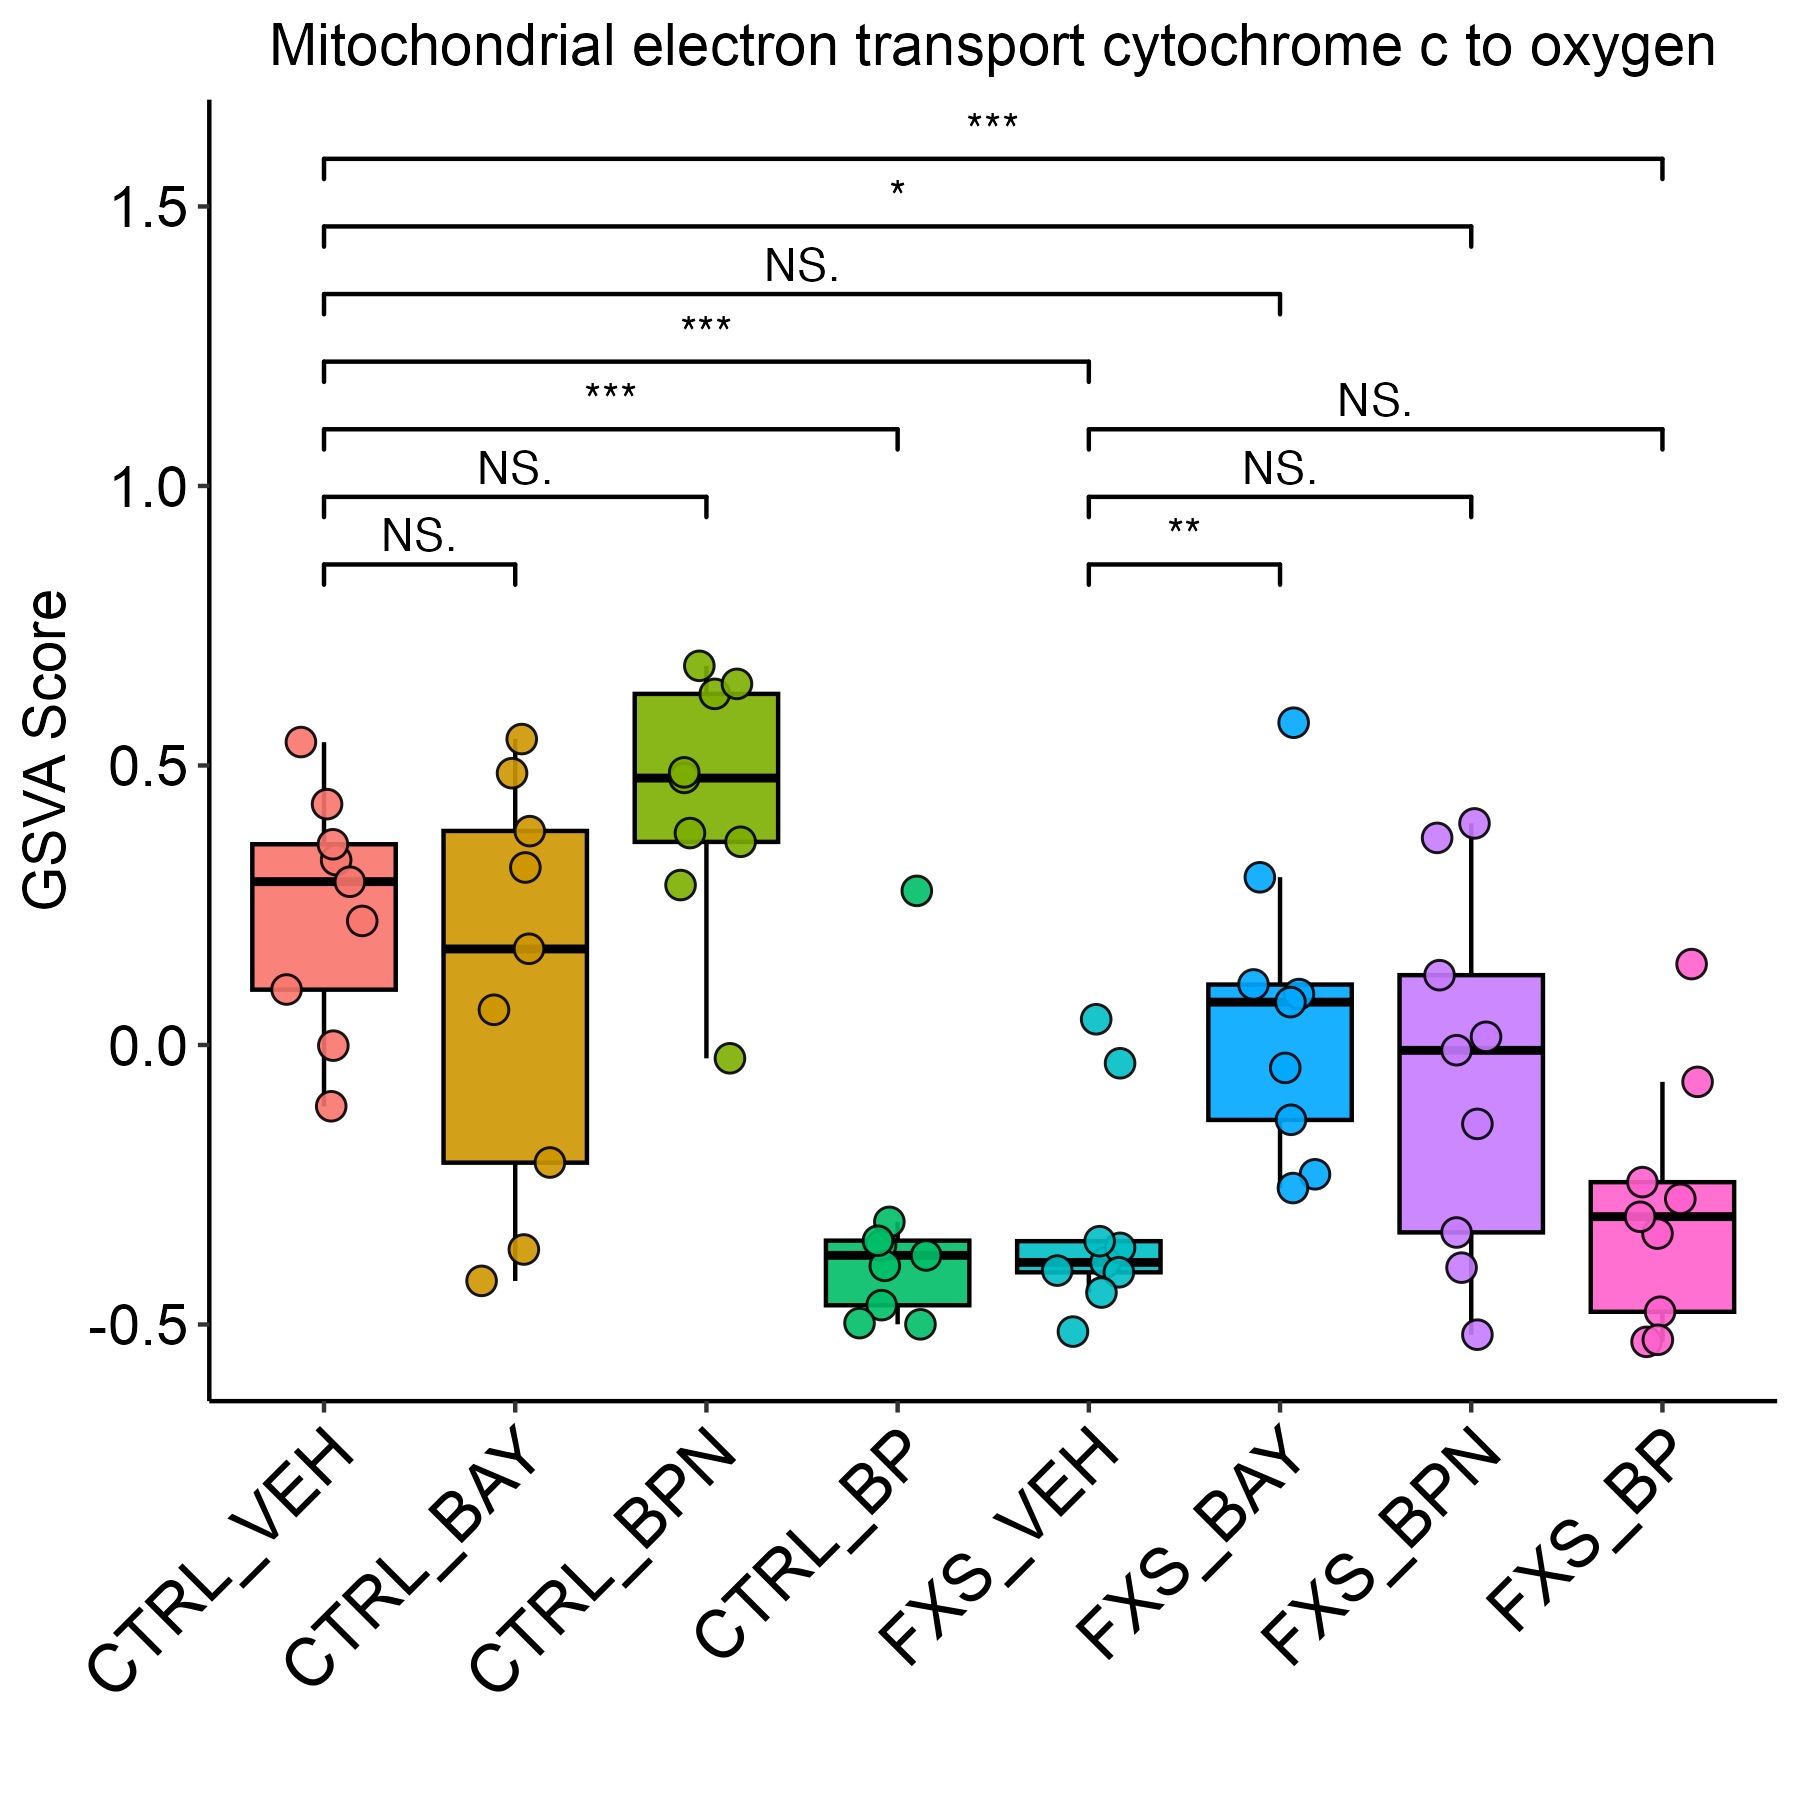 Mitochondrial electron transport cytochrome c to oxygen
***
*
NS.
***
***
NS.
NS.
NS.
NS.
**
GSVA Score
1.5
1.0
0.5
0.0
-0.5
CTRL_VEH
CTRL_BAY
CTRL_BPN
CTRL_BP
FXS_VEH
FXS_BAY
FXS_BPN
FXS_BP